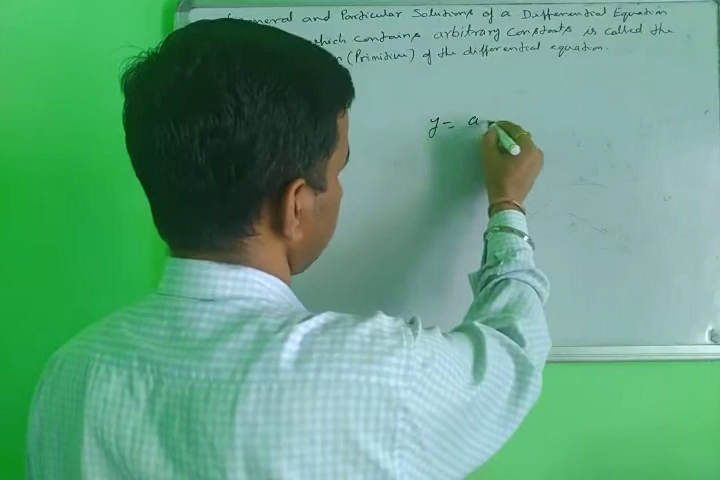 General and Particular Solutions of a Differential Equation
which contains arbitrary constants is called the
(Primitive) of the differential equation.
y = a